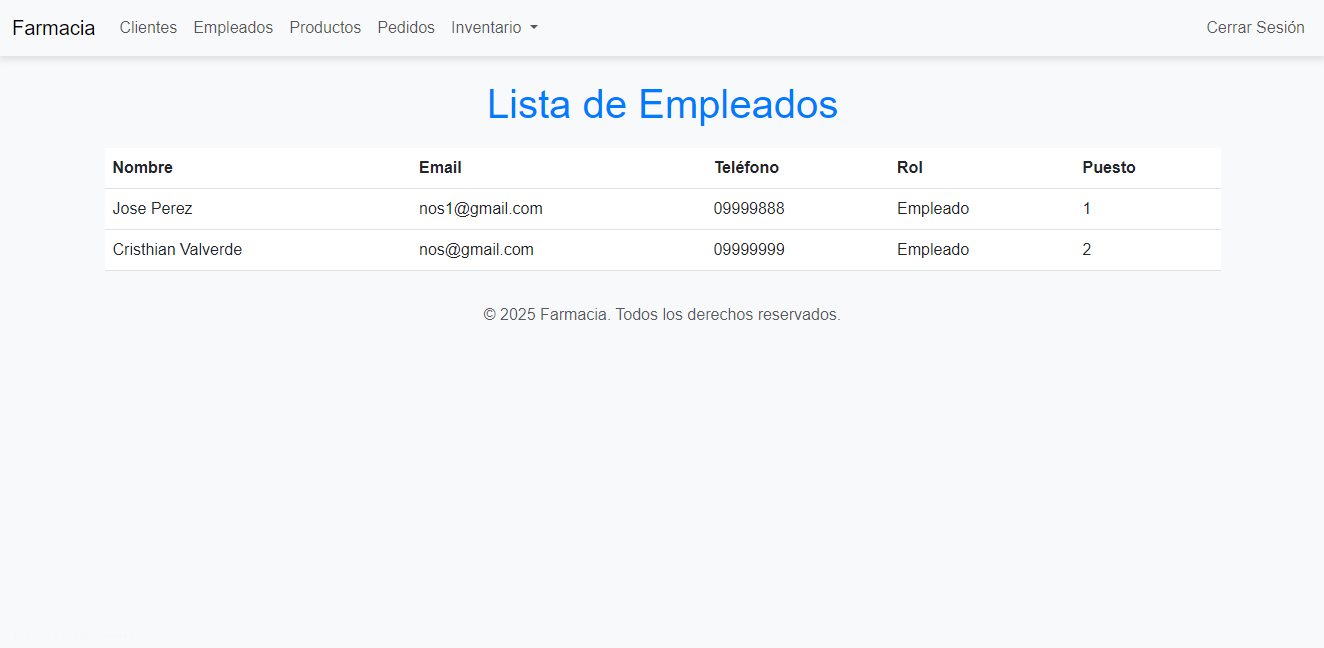 Farmacia Clientes Empleados Productos Pedidos Inventario Cerrar Sesión
Lista de Empleados
Nombre Email Teléfono Rol Puesto
Jose Perez nos1@gmail.com 09999888 Empleado 1
Cristhian Valverde nos@gmail.com 09999999 Empleado 2
© 2025 Farmacia. Todos los derechos reservados.